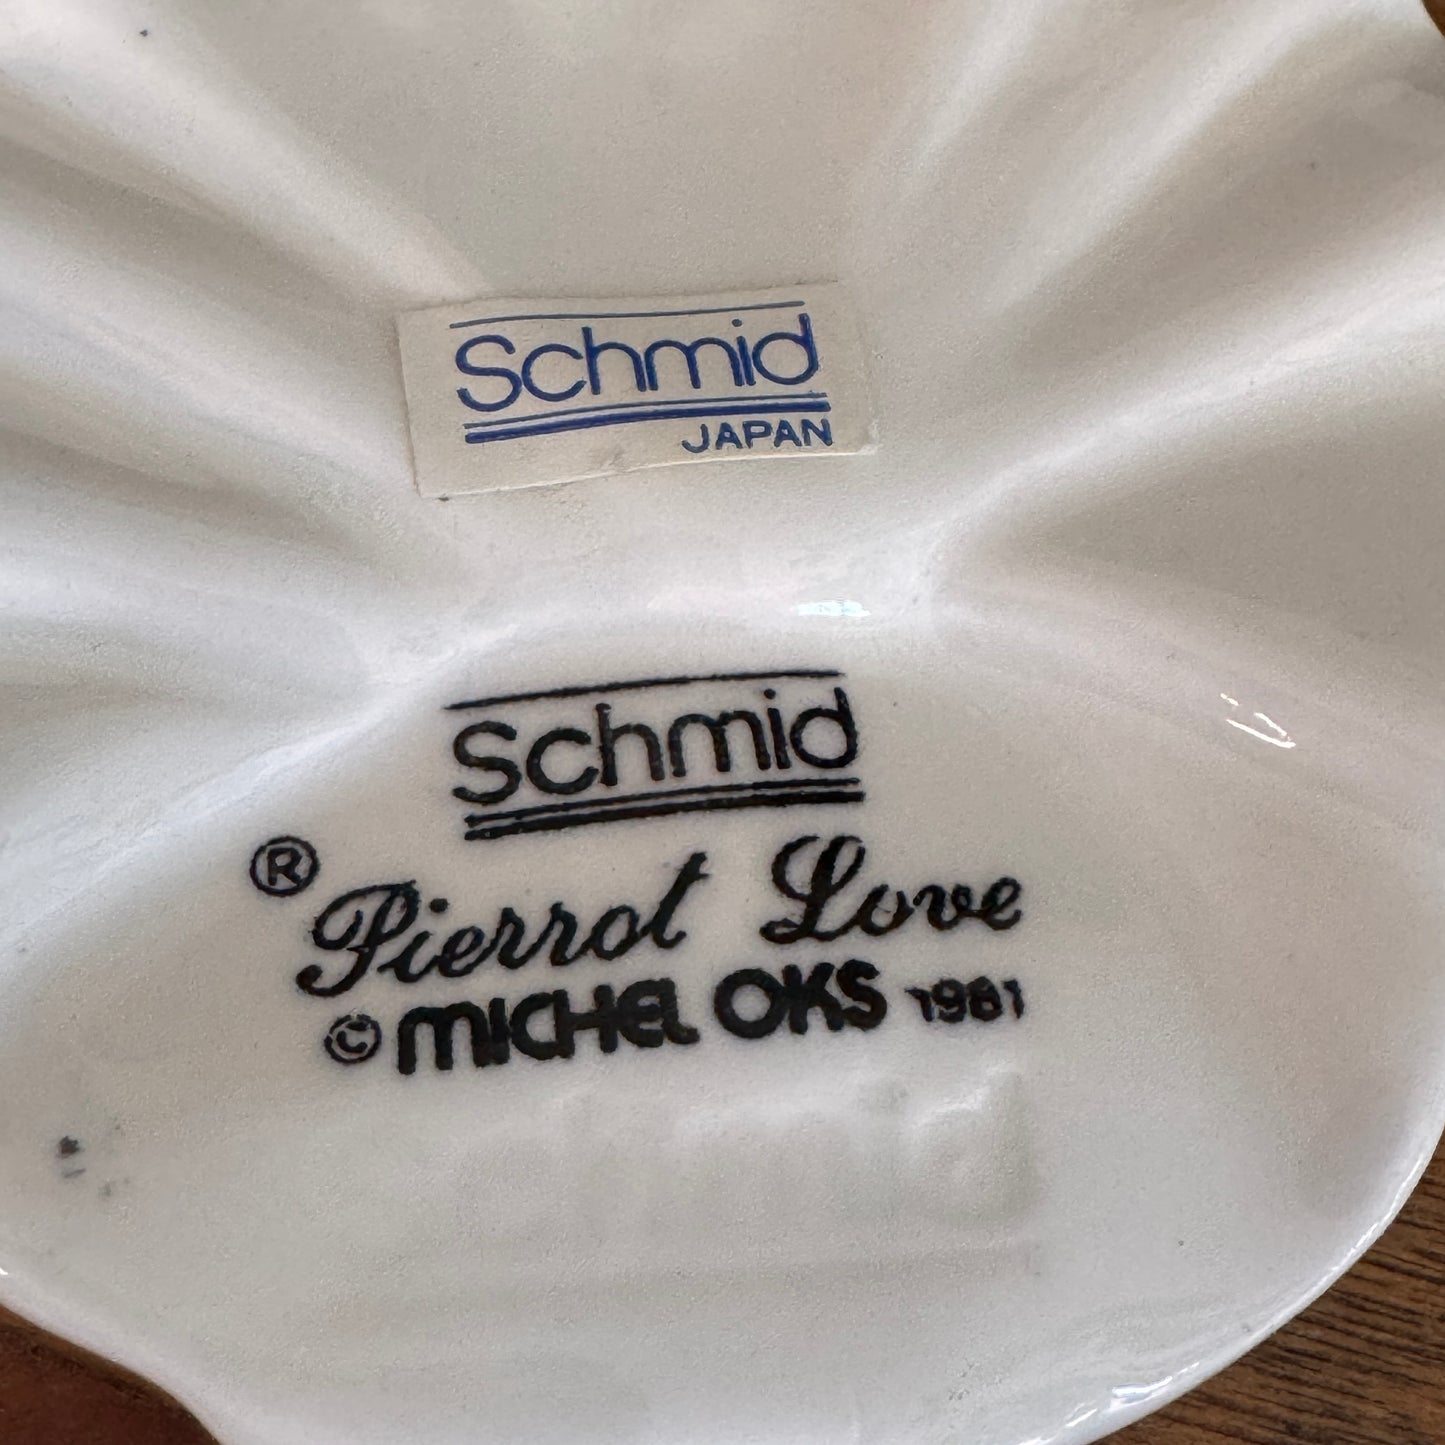 Schmid
JAPAN
Schmid
® Pierrot Love
© MICHEL OKS 1981